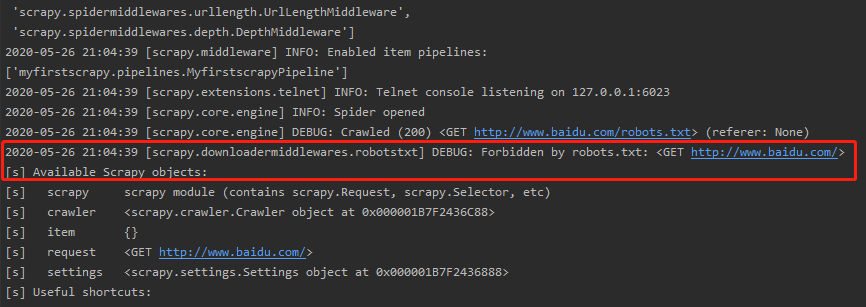 'scrapy.spidermiddlewares.urllength.UrlLengthMiddleware',
'scrapy.spidermiddlewares.depth.DepthMiddleware']
2020-05-26 21:04:39 [scrapy.middleware] INFO: Enabled item pipelines:
['myfirstscrapy.pipelines.MyfirstscrapyPipeline']
2020-05-26 21:04:39 [scrapy.extensions.telnet] INFO: Telnet console listening on 127.0.0.1:6023
2020-05-26 21:04:39 [scrapy.core.engine] INFO: Spider opened
2020-05-26 21:04:39 [scrapy.core.engine] DEBUG: Crawled (200) <GET http://www.baidu.com/robots.txt> (referer: None)
2020-05-26 21:04:39 [scrapy.downloadermiddlewares.robotstxt] DEBUG: Forbidden by robots.txt: <GET http://www.baidu.com/>
[s] Available Scrapy objects:
[s]   scrapy     scrapy module (contains scrapy.Request, scrapy.Selector, etc)
[s]   crawler    <scrapy.crawler.Crawler object at 0x000001B7F2436C88>
[s]   item       {}
[s]   request    <GET http://www.baidu.com/>
[s]   settings   <scrapy.settings.Settings object at 0x000001B7F2436888>
[s] Useful shortcuts: